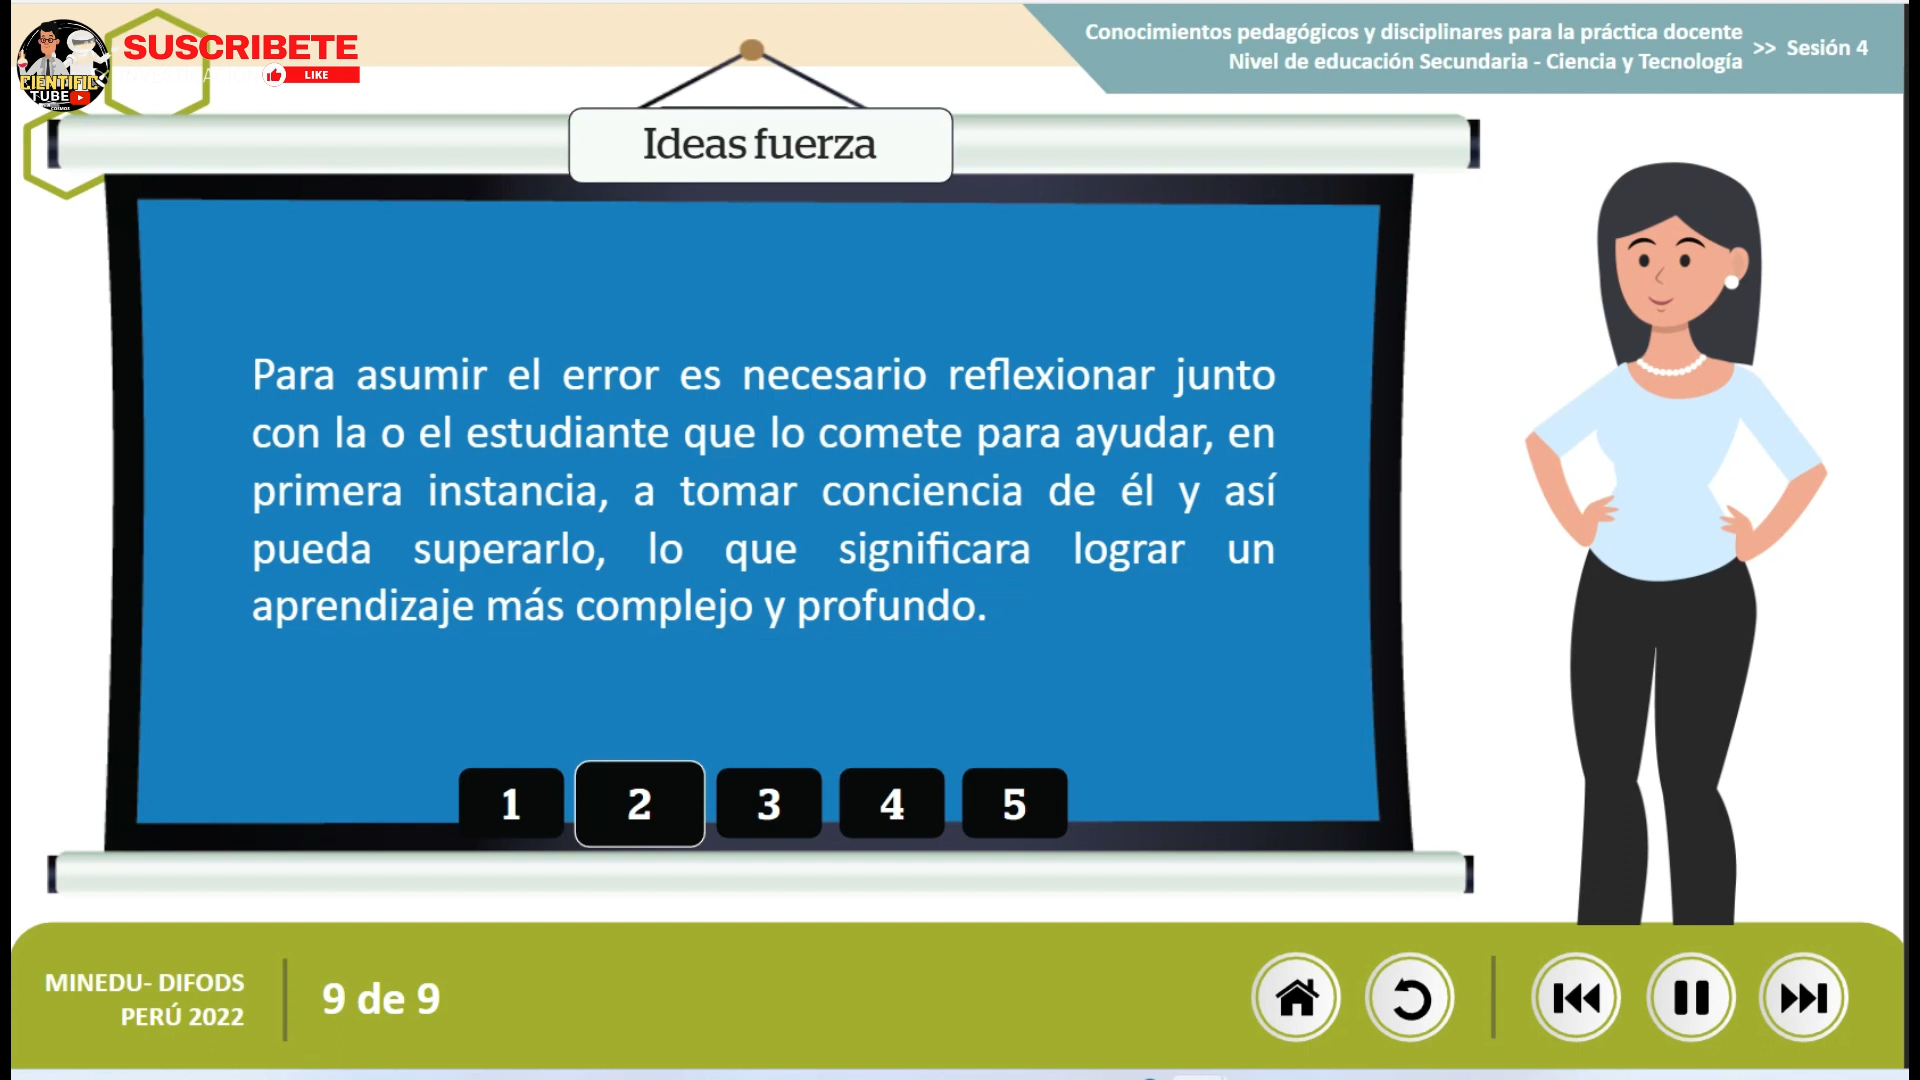 CIENTIFIC
TUBE
COSMOS
SUSCRIBETE
LIKE
Conocimientos pedagógicos y disciplinares para la práctica docente
Nivel de educación Secundaria - Ciencia y Tecnología
>> Sesión 4
Ideas fuerza
Para asumir el error es necesario reflexionar junto
con la o el estudiante que lo comete para ayudar, en
primera instancia, a tomar conciencia de él y así
pueda superarlo, lo que significara lograr un
aprendizaje más complejo y profundo.
1 2 3 4 5
MINEDU- DIFODS
PERÚ 2022
9 de 9